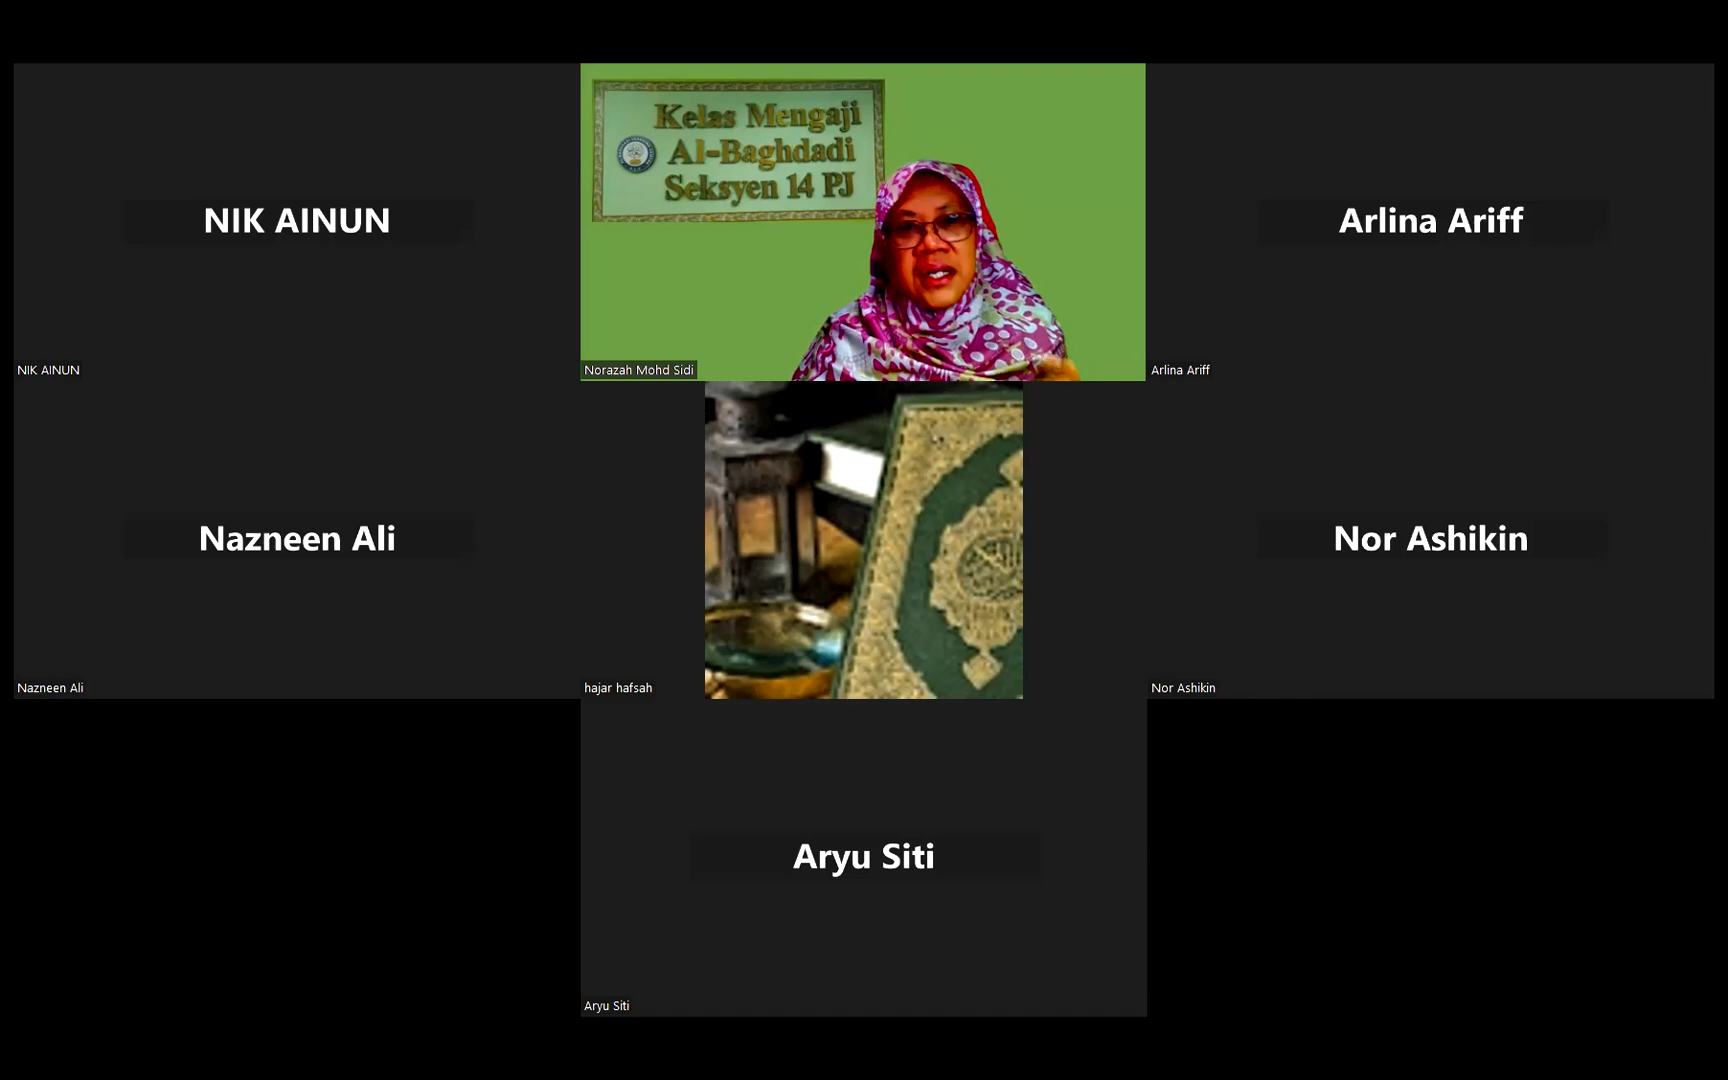 NIK AINUN
NIK AINUN
Kelas Mengaji
Al-Baghdadi
Seksyen 14 PJ
Norazah Mohd Sidi
Arlina Ariff
Arlina Ariff
Nazneen Ali
Nazneen Ali
hajar hafsah
Nor Ashikin
Nor Ashikin
Aryu Siti
Aryu Siti